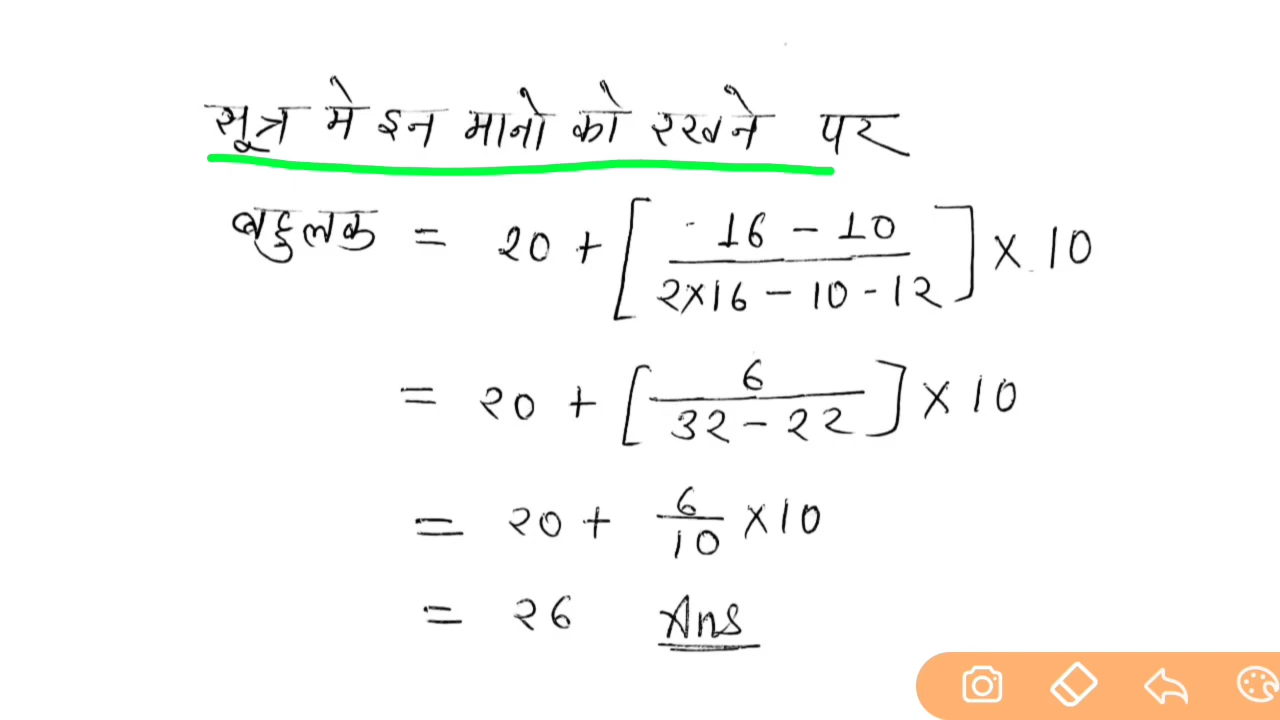 सूत्र मे इन मानो को रखने पर
बहुलक = 20 + [ 16 - 10 / 2×16 - 10 - 12 ] × 10
= 20 + [ 6 / 32 - 22 ] × 10
= 20 + 6/10 × 10
= 26 Ans